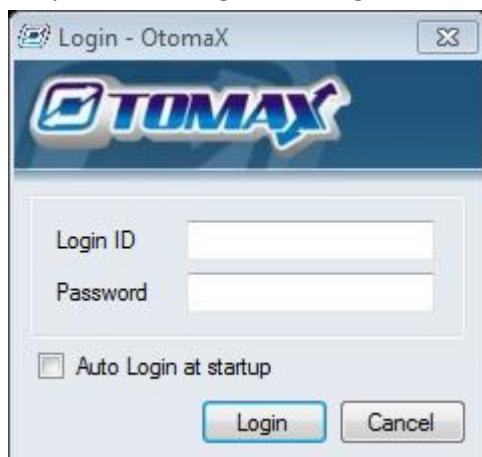 Login - OtomaX
OTOMAX
Login ID
Password
Auto Login at startup
Login Cancel